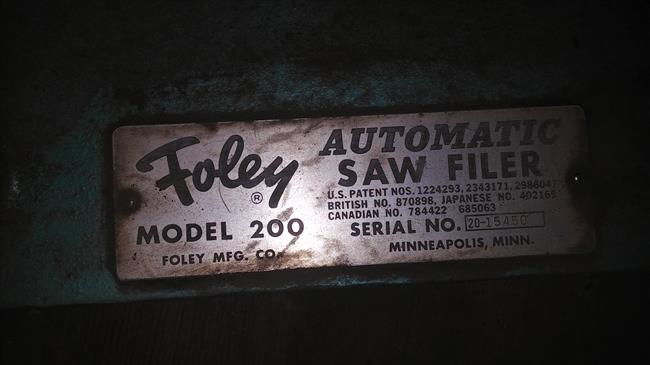 Foley ®
MODEL 200
FOLEY MFG. CO.
AUTOMATIC
SAW FILER
U.S. PATENT NOS. 1224293, 2343171, 2986047
BRITISH NO. 870898, JAPANESE NO. 402165
CANADIAN NO. 784422 685063
SERIAL NO. 20-15450
MINNEAPOLIS, MINN.